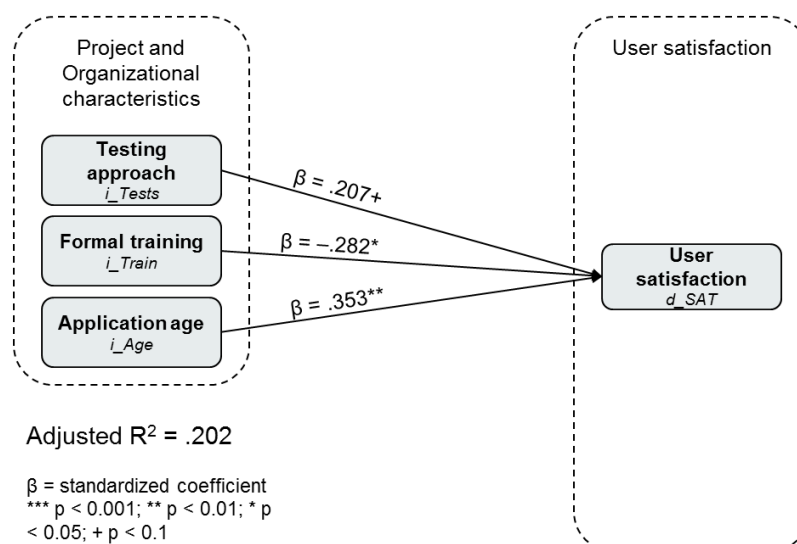 Project and
Organizational
characteristics
Testing
approach
i_Tests
Formal training
i_Train
Application age
i_Age
β = .207+
β = –.282*
β = .353**
User satisfaction
User
satisfaction
d_SAT
Adjusted R² = .202
β = standardized coefficient
*** p < 0.001; ** p < 0.01; * p
< 0.05; + p < 0.1